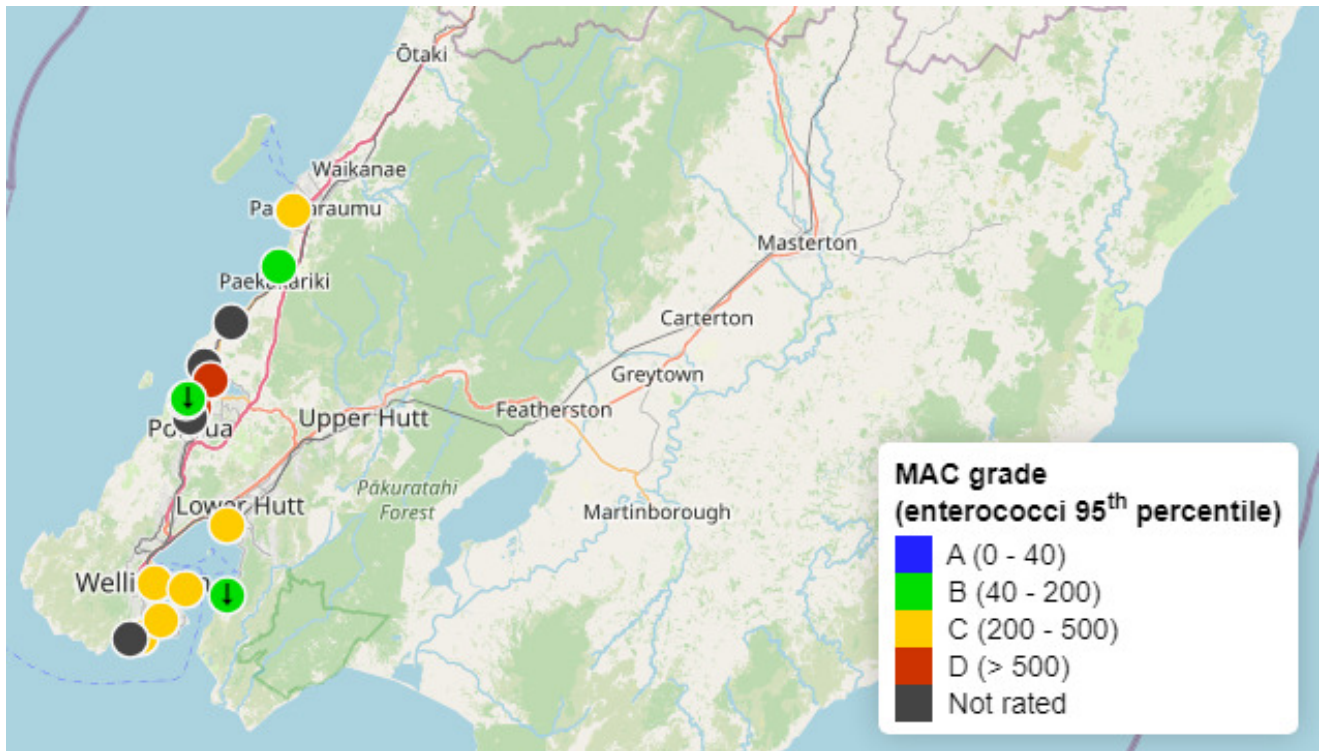 Ōtaki
Waikanae
Paekākāriki
Masterton
Carterton
Greytown
Featherston
Upper Hutt
Lower Hutt
Pākuratahi
Forest
Martinborough
MAC grade
(enterococci 95th percentile)
A (0 - 40)
B (40 - 200)
C (200 - 500)
D (> 500)
Not rated